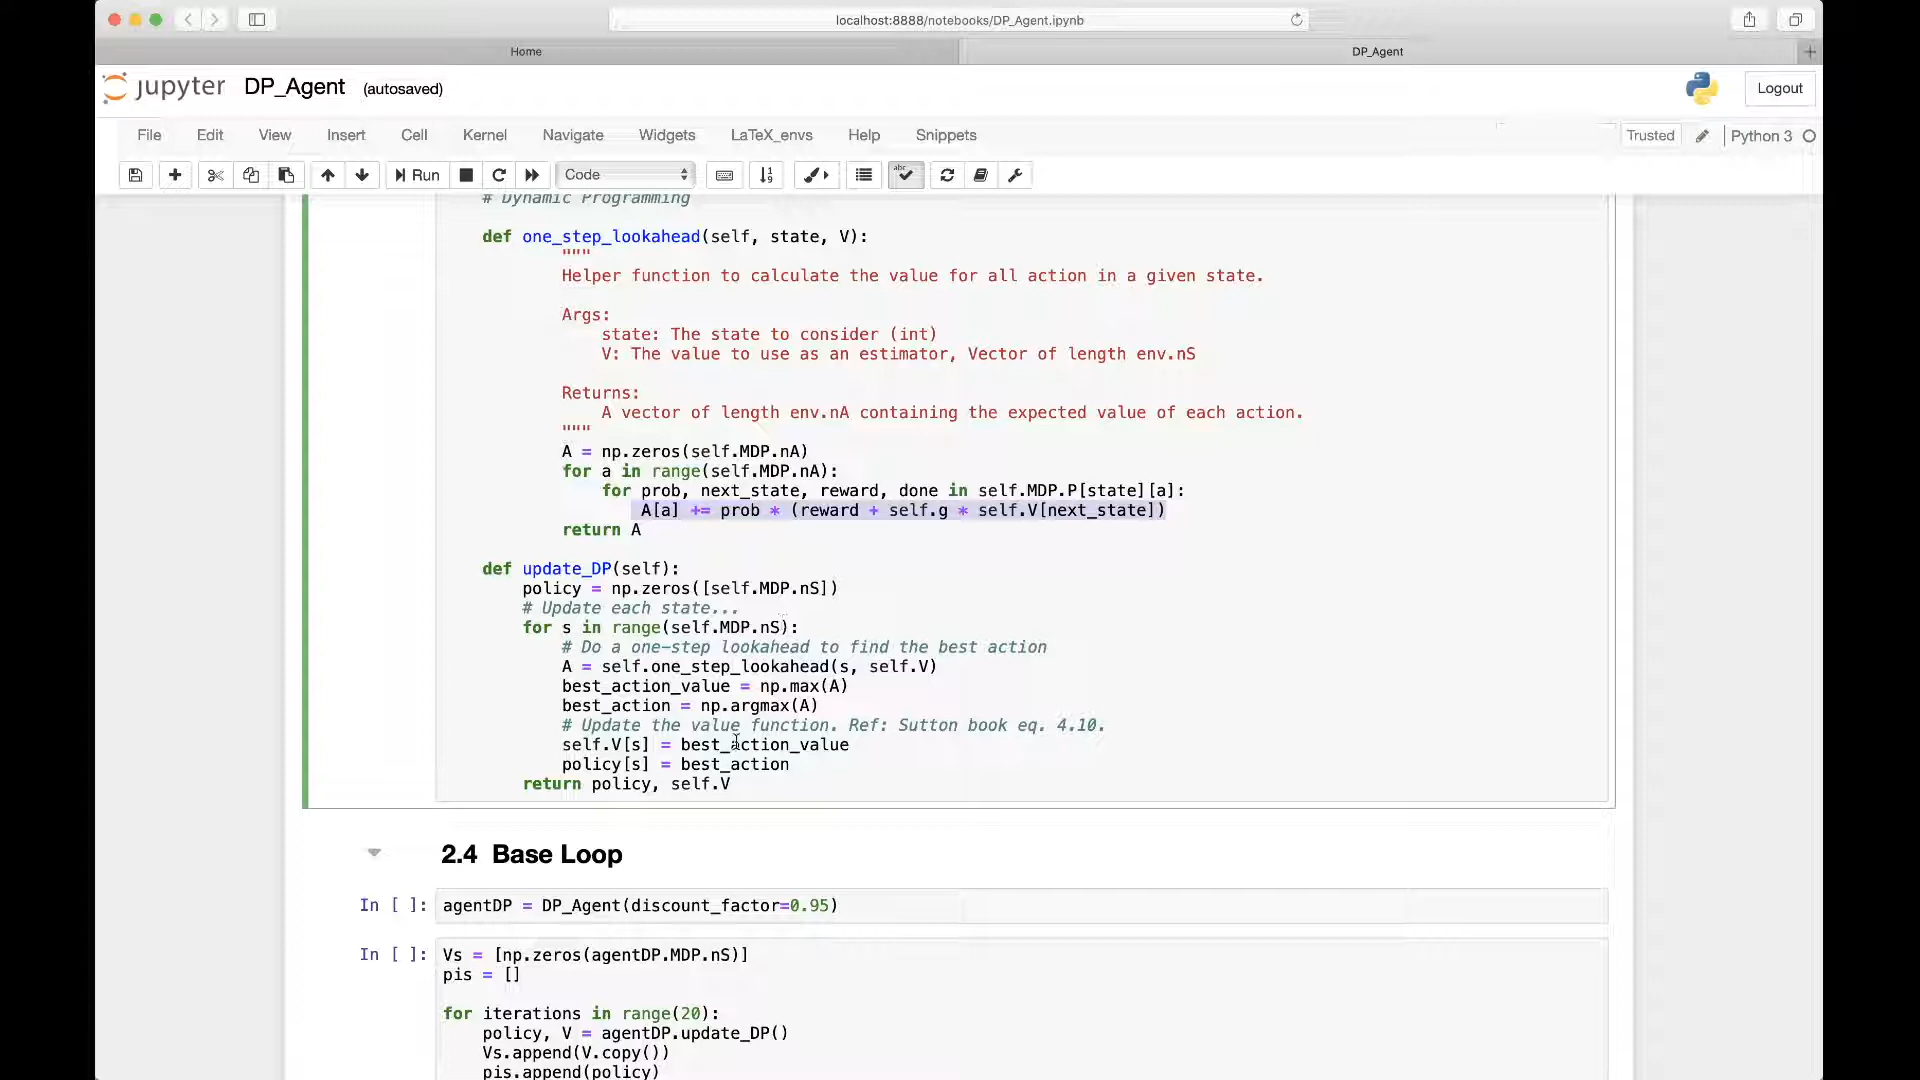 localhost:8888/notebooks/DP_Agent.ipynb
Home
DP_Agent
jupyter DP_Agent (autosaved)
Logout
File Edit View Insert Cell Kernel Navigate Widgets LaTeX_envs Help Snippets
Trusted
Python 3
Run
Code
# Dynamic Programming
def one_step_lookahead(self, state, V):
"""
Helper function to calculate the value for all action in a given state.
Args:
state: The state to consider (int)
V: The value to use as an estimator, Vector of length env.nS
Returns:
A vector of length env.nA containing the expected value of each action.
"""
A = np.zeros(self.MDP.nA)
for a in range(self.MDP.nA):
for prob, next_state, reward, done in self.MDP.P[state][a]:
A[a] += prob * (reward + self.g * self.V[next_state])
return A
def update_DP(self):
policy = np.zeros([self.MDP.nS])
# Update each state...
for s in range(self.MDP.nS):
# Do a one-step lookahead to find the best action
A = self.one_step_lookahead(s, self.V)
best_action_value = np.max(A)
best_action = np.argmax(A)
# Update the value function. Ref: Sutton book eq. 4.10.
self.V[s] = best_action_value
policy[s] = best_action
return policy, self.V
2.4 Base Loop
In [ ]: agentDP = DP_Agent(discount_factor=0.95)
In [ ]: Vs = [np.zeros(agentDP.MDP.nS)]
pis = []
for iterations in range(20):
policy, V = agentDP.update_DP()
Vs.append(V.copy())
pis.append(policy)